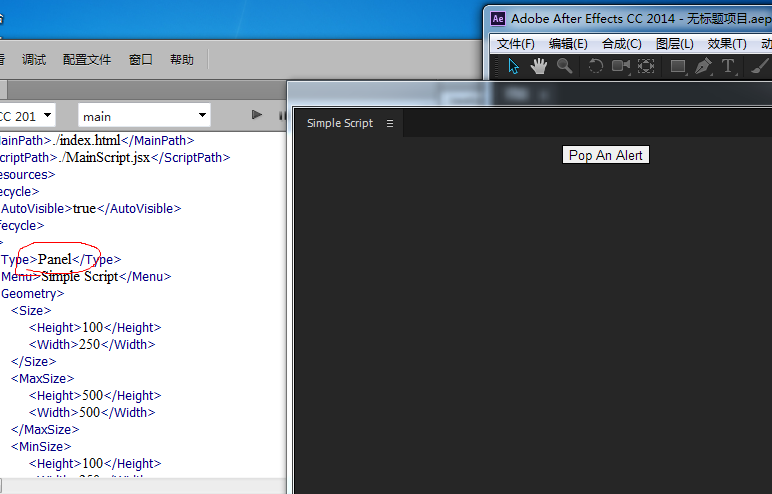 Adobe After Effects CC 2014 - 无标题项目.aep
文件(F) 编辑(E) 合成(C) 图层(L) 效果(T) 动
调试 配置文件 窗口 帮助
CC 201 main
Simple Script
Pop An Alert
ainPath>./index.html</MainPath>
criptPath>./MainScript.jsx</ScriptPath>
esources>
ecycle>
AutoVisible>true</AutoVisible>
fecycle>
>
Type>Panel</Type>
Menu>Simple Script</Menu>
Geometry>
<Size>
<Height>100</Height>
<Width>250</Width>
</Size>
<MaxSize>
<Height>500</Height>
<Width>500</Width>
</MaxSize>
<MinSize>
<Height>100</Height>